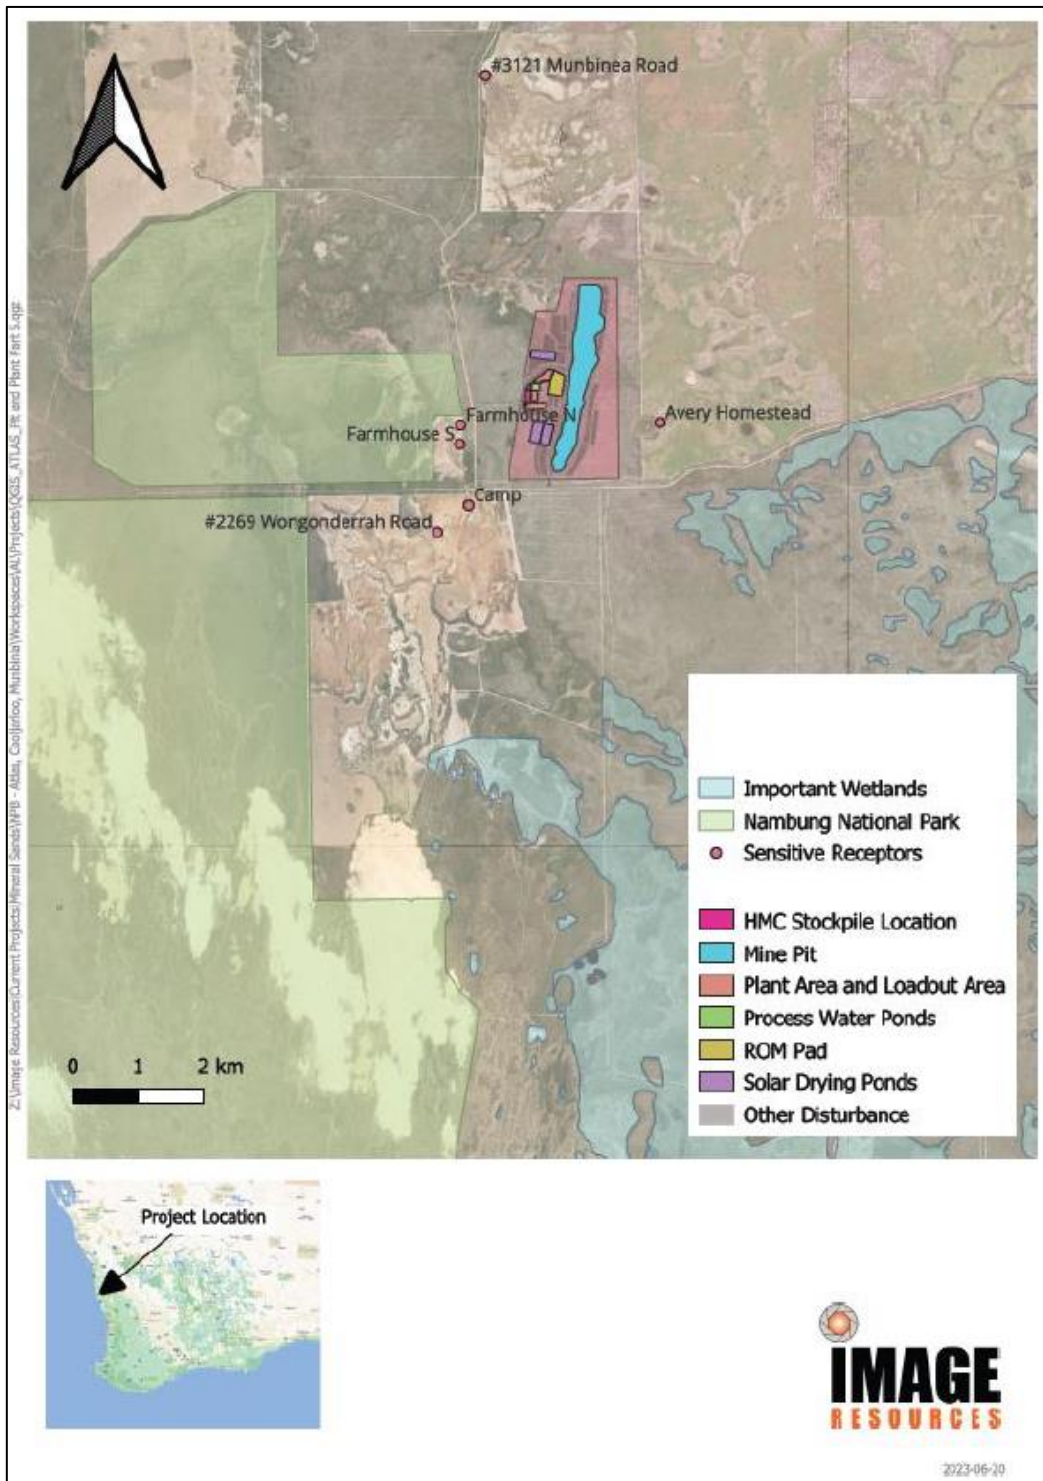 #3121 Munbinea Road
Farmhouse N
Farmhouse S
Avery Homestead
Camp
#2269 Wongonderrah Road
Important Wetlands
Nambung National Park
Sensitive Receptors
HMC Stockpile Location
Mine Pit
Plant Area and Loadout Area
Process Water Ponds
ROM Pad
Solar Drying Ponds
Other Disturbance
0 1 2 km
Project Location
IMAGE
RESOURCES
2023-06-20